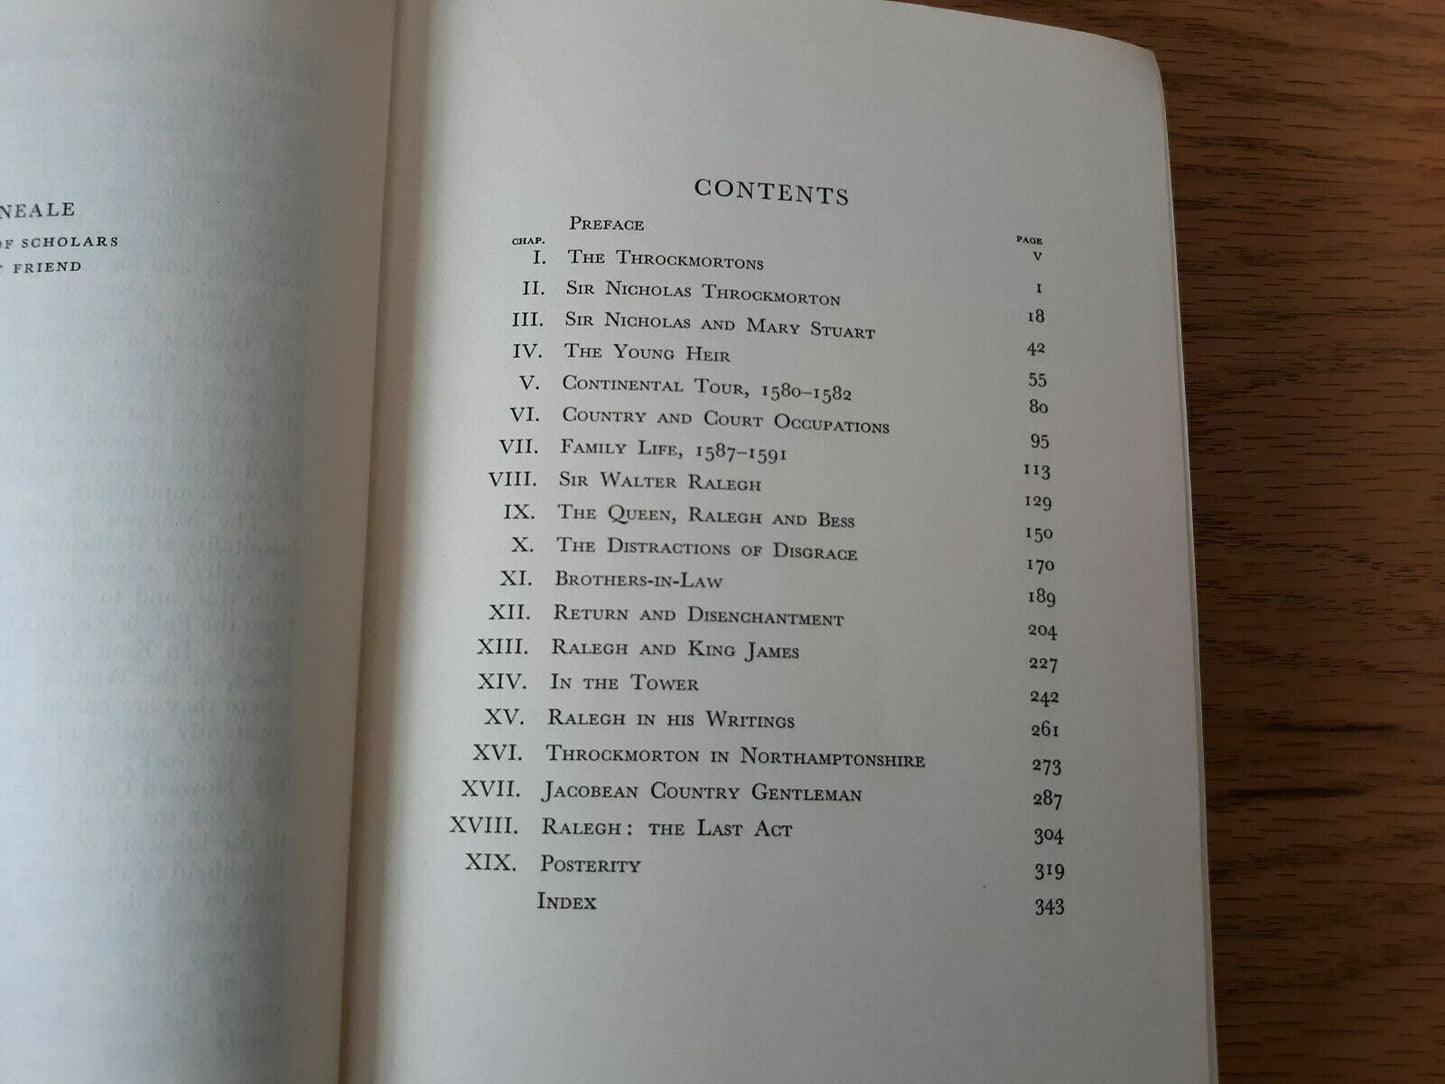 NEALE
OF SCHOLARS
FRIEND
CONTENTS
CHAP. PAGE
PREFACE v
I. THE THROCKMORTONS 1
II. SIR NICHOLAS THROCKMORTON 18
III. SIR NICHOLAS AND MARY STUART 42
IV. THE YOUNG HEIR 55
V. CONTINENTAL TOUR, 1580–1582 80
VI. COUNTRY AND COURT OCCUPATIONS 95
VII. FAMILY LIFE, 1587–1591 113
VIII. SIR WALTER RALEGH 129
IX. THE QUEEN, RALEGH AND BESS 150
X. THE DISTRACTIONS OF DISGRACE 170
XI. BROTHERS-IN-LAW 189
XII. RETURN AND DISENCHANTMENT 204
XIII. RALEGH AND KING JAMES 227
XIV. IN THE TOWER 242
XV. RALEGH IN HIS WRITINGS 261
XVI. THROCKMORTON IN NORTHAMPTONSHIRE 273
XVII. JACOBEAN COUNTRY GENTLEMAN 287
XVIII. RALEGH: THE LAST ACT 304
XIX. POSTERITY 319
INDEX 343